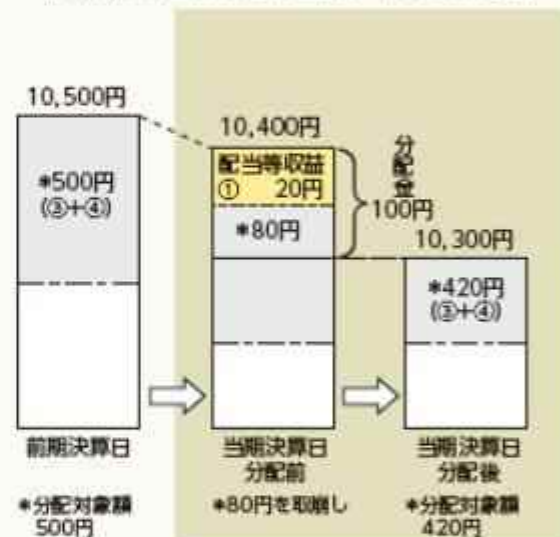 10,500円
*500円
(③+④)
前期決算日
*分配対象額
500円
10,400円
配当等収益
① 20円
*80円
分配金
100円
当期決算日
分配前
*80円を取崩し
10,300円
*420円
(③+④)
当期決算日
分配後
*分配対象額
420円